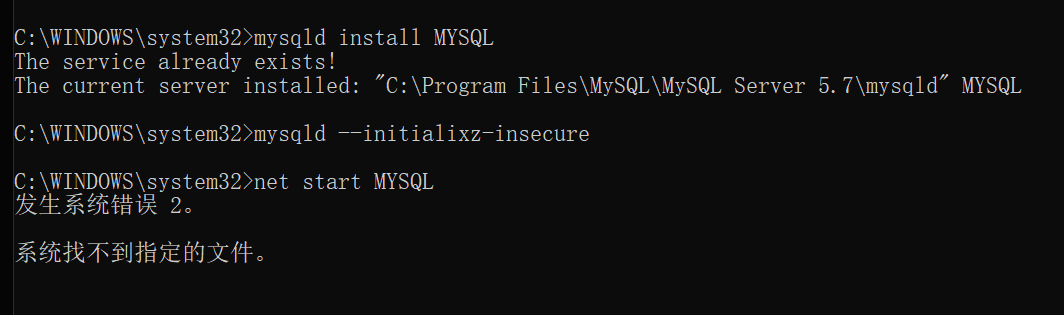 C:\WINDOWS\system32>mysqld install MYSQL
The service already exists!
The current server installed: "C:\Program Files\MySQL\MySQL Server 5.7\mysqld" MYSQL
C:\WINDOWS\system32>mysqld --initialixz-insecure
C:\WINDOWS\system32>net start MYSQL
发生系统错误 2。
系统找不到指定的文件。